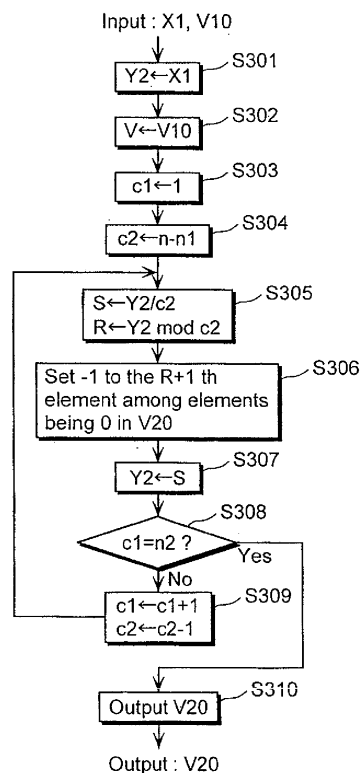 Input : X1, V10
Y2←X1
S301
V←V10
S302
c1←1
S303
c2←n-n1
S304
S←Y2/c2
R←Y2 mod c2
S305
Set -1 to the R+1 th
element among elements
being 0 in V20
S306
Y2←S
S307
c1=n2 ?
S308
Yes
No
c1←c1+1
c2←c2-1
S309
Output V20
S310
Output : V20